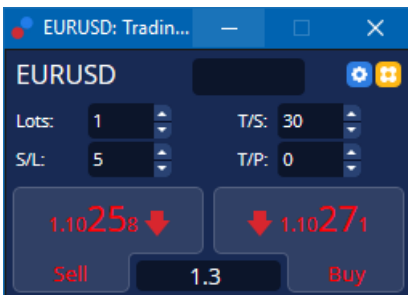 EURUSD: Tradin...
EURUSD
Lots: 1 T/S: 30
S/L: 5 T/P: 0
1.10258 1.10271
Sell 1.3 Buy